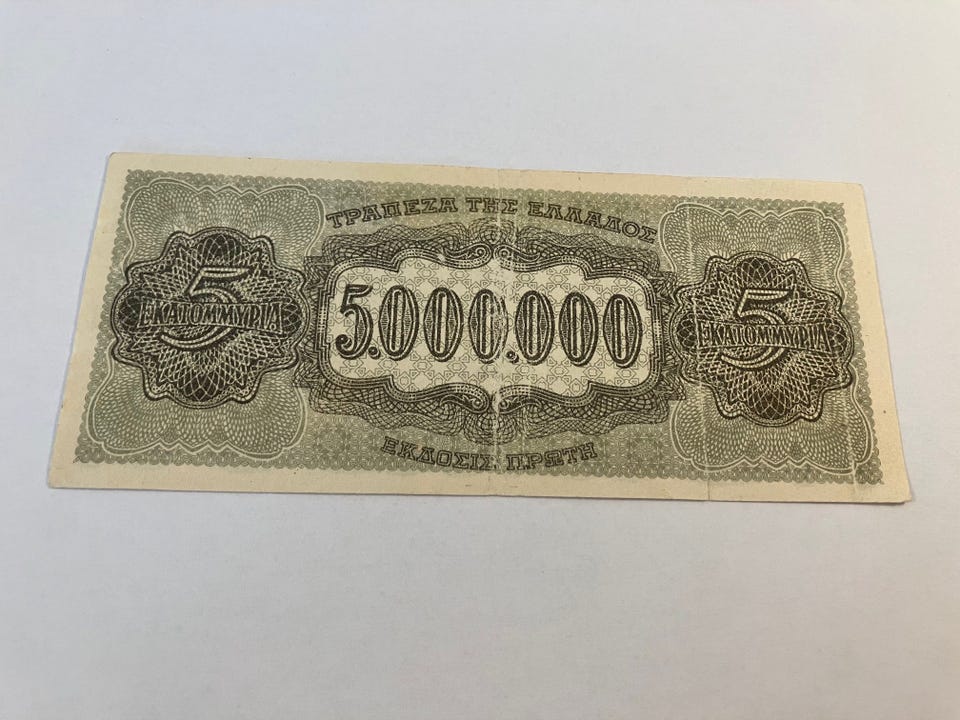 ΤΡΑΠΕΖΑ ΤΗΣ ΕΛΛΑΔΟΣ
5
ΕΚΑΤΟΜΜΥΡΙΑ
5.000.000
5
ΕΚΑΤΟΜΜΥΡΙΑ
ΕΚΔΟΣΙΣ ΠΡΩΤΗ